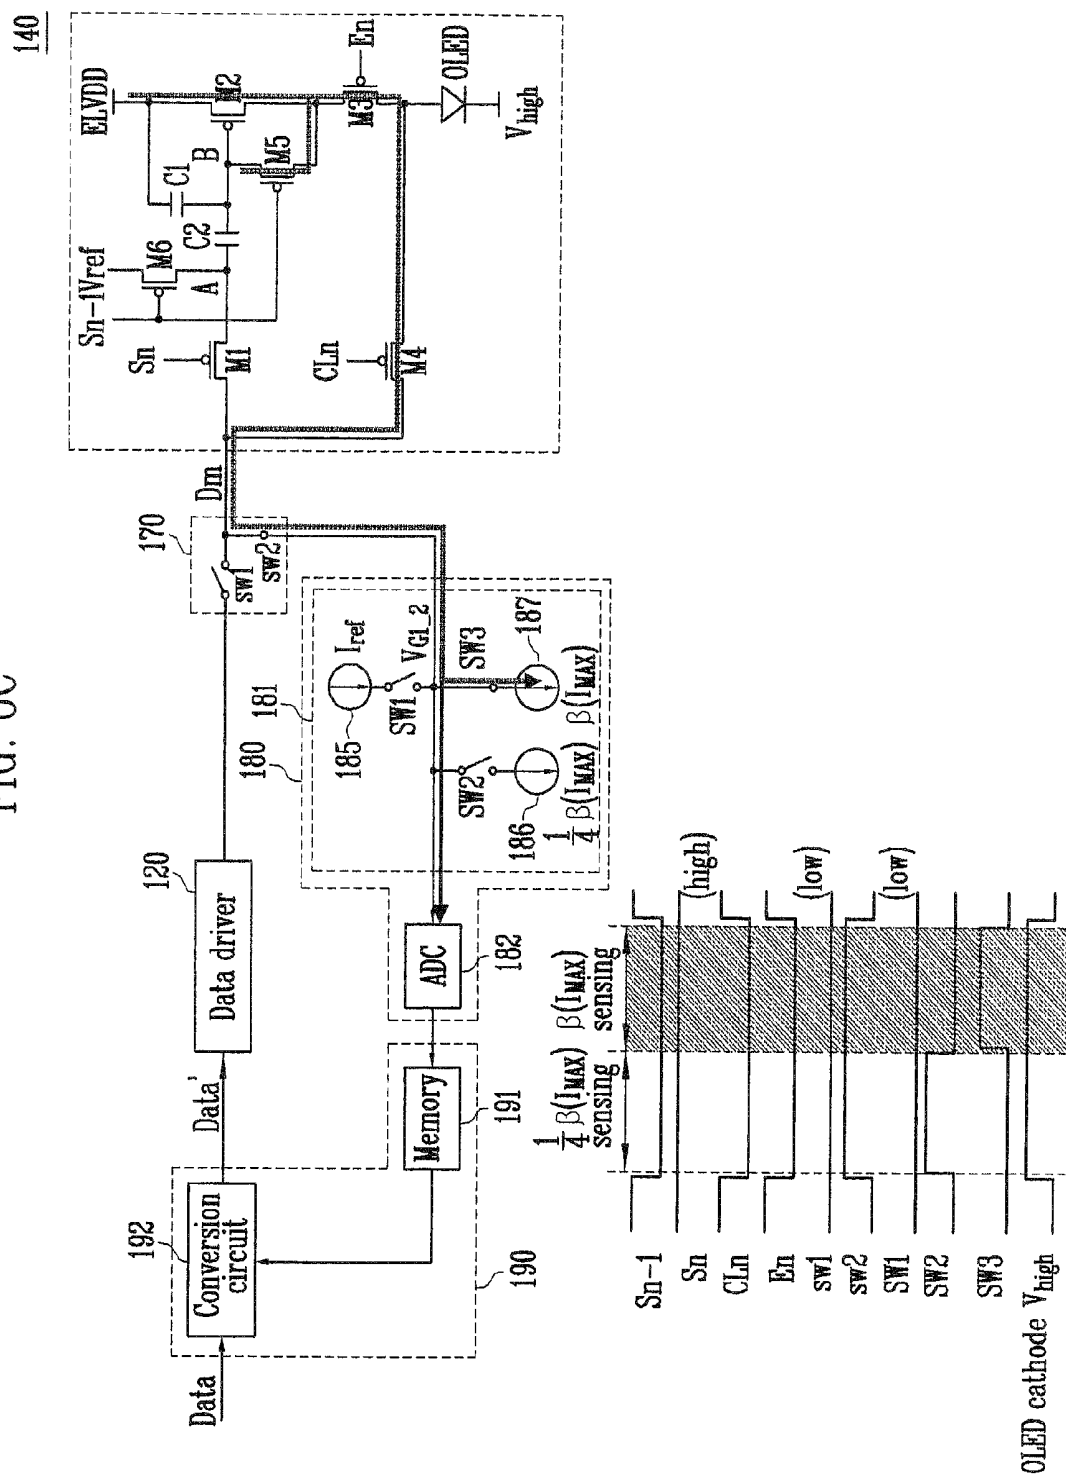 FIG. 6C
140
ELVDD
C1
M2
B
C2
M5
En
M3
OLED
Vhigh
Sn-1
Vref
M6
A
Sn
M1
CLn
M4
Dm
170
sw1
sw2
180
181
185
Iref
SW1
VG1_2
SW3
187
β(IMAX)
SW2
186
1/4 β(IMAX)
120
Data driver
ADC
182
Data'
Memory
191
192
Conversion
circuit
190
Data
1/4 β(IMAX)
sensing
β(IMAX)
sensing
Sn-1
Sn
(high)
CLn
En
sw1
(low)
sw2
SW1
(low)
SW2
SW3
OLED cathode Vhigh